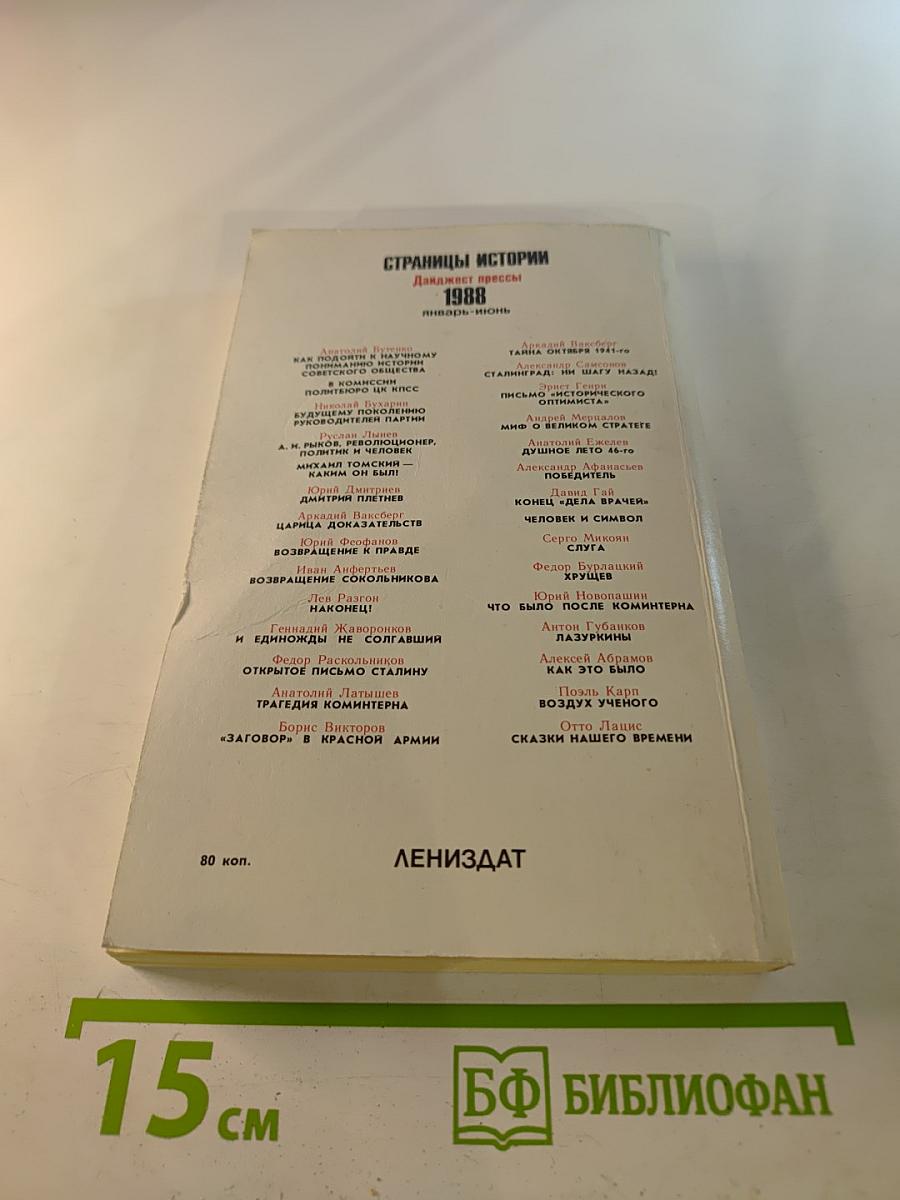 СТРАНИЦЫ ИСТОРИИ
Дайджест прессы
1988
январь-июнь
Анатолий Бутенко
КАК ПОДОЙТИ К НАУЧНОМУ
ПОНИМАНИЮ ИСТОРИИ
СОВЕТСКОГО ОБЩЕСТВА
В КОМИССИИ
ПОЛИТБЮРО ЦК КПСС
Николай Бухарин
БУДУЩЕМУ ПОКОЛЕНИЮ
РУКОВОДИТЕЛЕЙ ПАРТИИ
Руслан Лынев
А. И. РЫКОВ, РЕВОЛЮЦИОНЕР,
ПОЛИТИК И ЧЕЛОВЕК
МИХАИЛ ТОМСКИЙ —
КАКИМ ОН БЫЛ!
Юрий Дмитриев
ДМИТРИЙ ПЛЕТНЕВ
Аркадий Ваксберг
ЦАРИЦА ДОКАЗАТЕЛЬСТВ
Юрий Феофанов
ВОЗВРАЩЕНИЕ К ПРАВДЕ
Иван Анфертьев
ВОЗВРАЩЕНИЕ СОКОЛЬНИКОВА
Лев Разгон
НАКОНЕЦ!
Геннадий Жаворонков
И ЕДИНОЖДЫ НЕ СОЛГАВШИЙ
Федор Раскольников
ОТКРЫТОЕ ПИСЬМО СТАЛИНУ
Анатолий Латышев
ТРАГЕДИЯ КОМИНТЕРНА
Борис Викторов
«ЗАГОВОР» В КРАСНОЙ АРМИИ
Аркадий Ваксберг
ТАЙНА ОКТЯБРЯ 1941-го
Александр Самсонов
СТАЛИНГРАД: НИ ШАГУ НАЗАД!
Эрнст Генри
ПИСЬМО «ИСТОРИЧЕСКОГО
ОПТИМИСТА»
Андрей Мерцалов
МИФ О ВЕЛИКОМ СТРАТЕГЕ
Анатолий Ежелев
ДУШНОЕ ЛЕТО 46-го
Александр Афанасьев
ПОБЕДИТЕЛЬ
Давид Гай
КОНЕЦ «ДЕЛА ВРАЧЕЙ»
ЧЕЛОВЕК И СИМВОЛ
Серго Микоян
СЛУГА
Федор Бурлацкий
ХРУЩЕВ
Юрий Новопашин
ЧТО БЫЛО ПОСЛЕ КОМИНТЕРНА
Антон Губанков
ЛАЗУРКИНЫ
Алексей Абрамов
КАК ЭТО БЫЛО
Поэль Карп
ВОЗДУХ УЧЕНОГО
Отто Лацис
СКАЗКИ НАШЕГО ВРЕМЕНИ
80 коп.
ЛЕНИЗДАТ
15 см
БФ БИБЛИОФАН